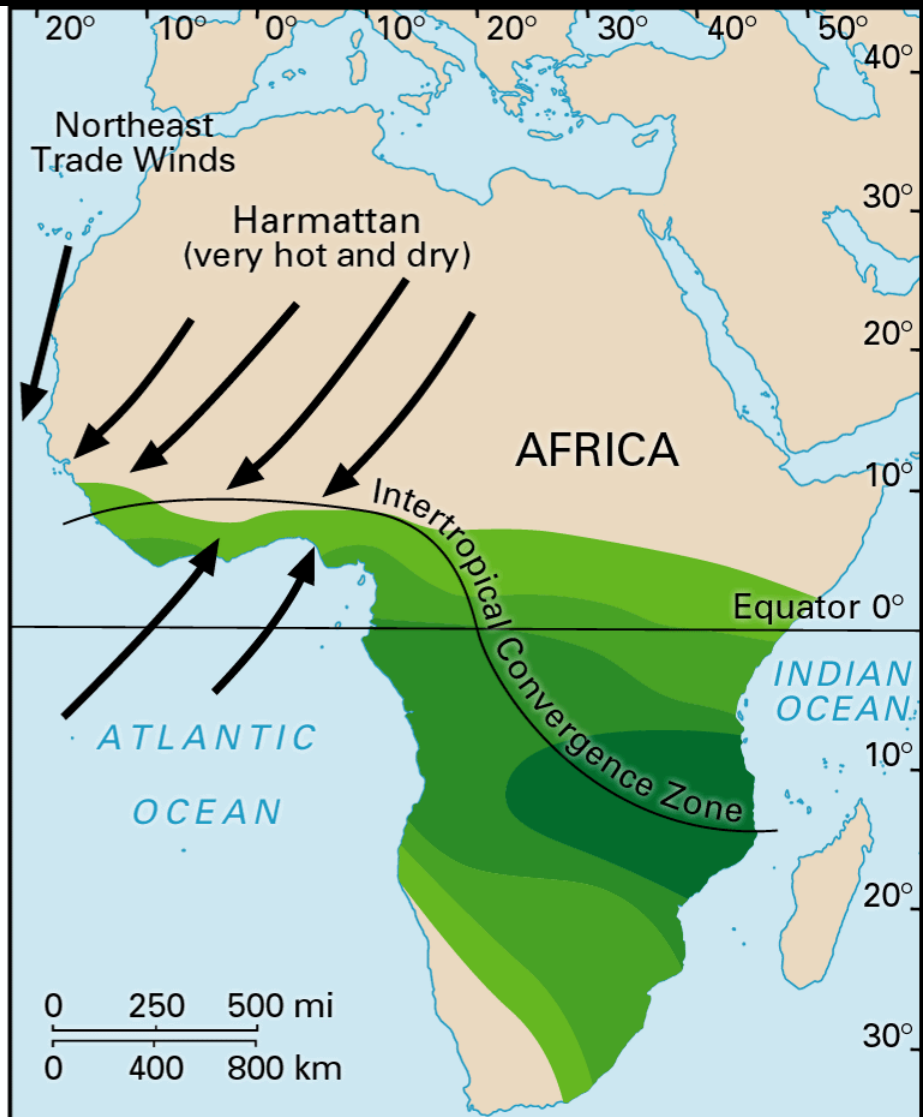 20° 10° 0° 10° 20° 30° 40° 50°
40°
Northeast
Trade Winds
30°
Harmattan
(very hot and dry)
20°
AFRICA
10°
Intertropical Convergence Zone
Equator 0°
INDIAN
OCEAN
ATLANTIC
OCEAN
10°
20°
0 250 500 mi
0 400 800 km
30°